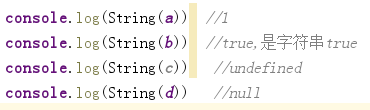 console.log(String(a))  //1
console.log(String(b))  //true,是字符串true
console.log(String(c))  //undefined
console.log(String(d))  //null